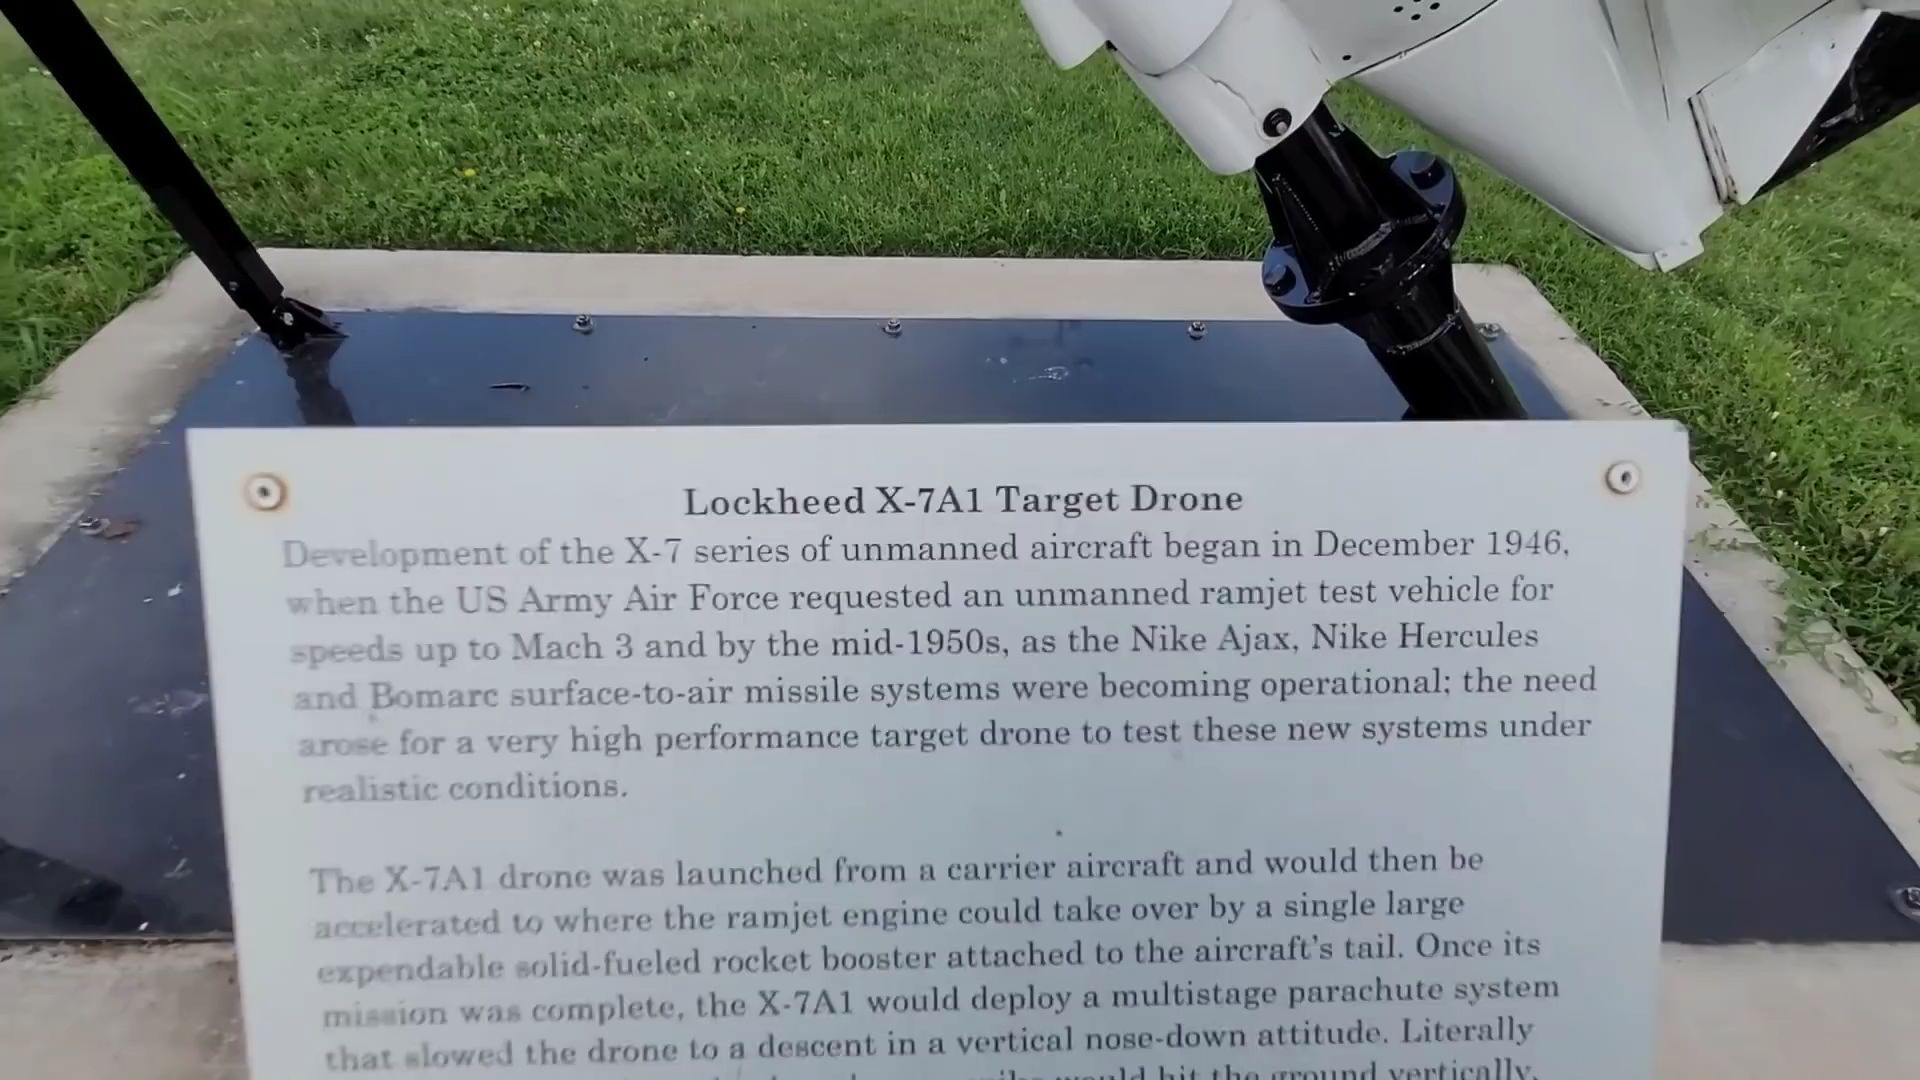 Lockheed X-7A1 Target Drone
Development of the X-7 series of unmanned aircraft began in December 1946,
when the US Army Air Force requested an unmanned ramjet test vehicle for
speeds up to Mach 3 and by the mid-1950s, as the Nike Ajax, Nike Hercules
and Bomarc surface-to-air missile systems were becoming operational; the need
arose for a very high performance target drone to test these new systems under
realistic conditions.
The X-7A1 drone was launched from a carrier aircraft and would then be
accelerated to where the ramjet engine could take over by a single large
expendable solid-fueled rocket booster attached to the aircraft's tail. Once its
mission was complete, the X-7A1 would deploy a multistage parachute system
that slowed the drone to a descent in a vertical nose-down attitude. Literally
would hit the ground vertically,